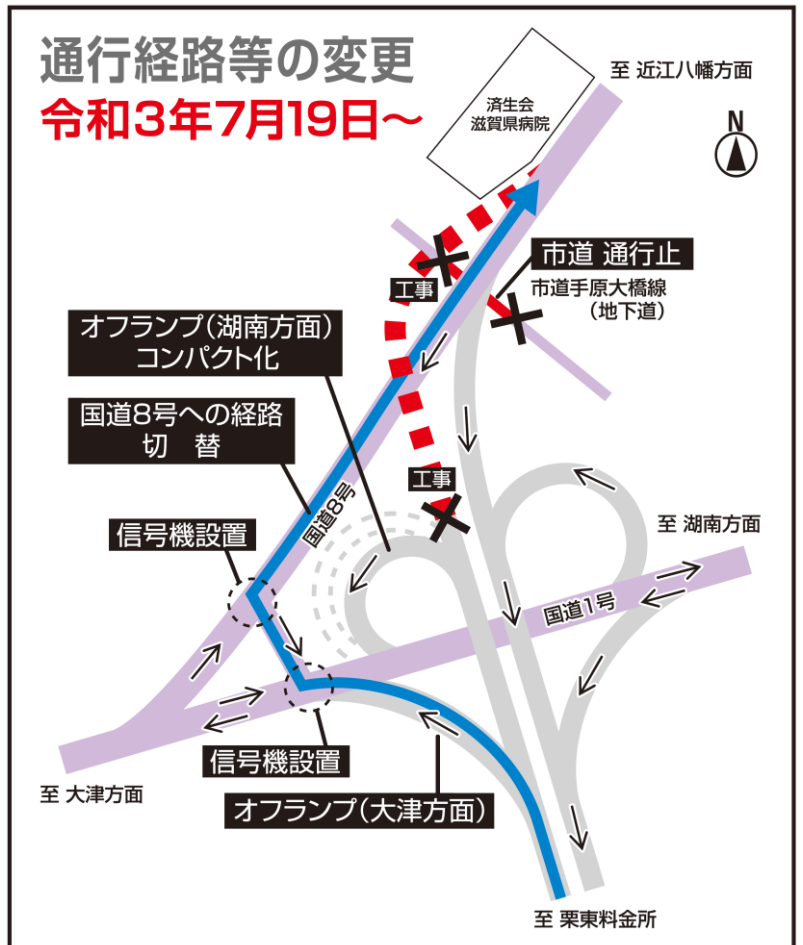 通行経路等の変更
令和3年7月19日～
至 近江八幡方面
済生会
滋賀県病院
N
市道 通行止
市道手原大橋線
（地下道）
工事
オフランプ（湖南方面）
コンパクト化
国道8号への経路
切　替
工事
国道8号
信号機設置
至 湖南方面
国道1号
信号機設置
至 大津方面
オフランプ（大津方面）
至 栗東料金所